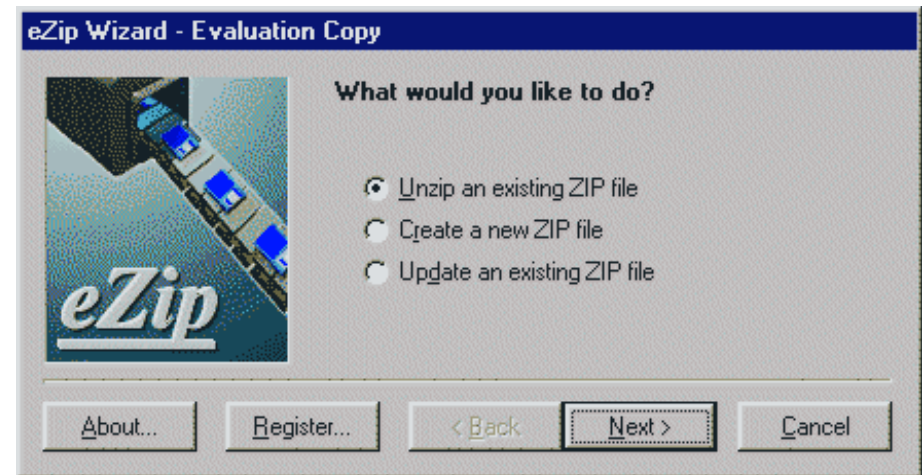 eZip Wizard - Evaluation Copy
What would you like to do?
Unzip an existing ZIP file
Create a new ZIP file
Update an existing ZIP file
eZip
About... Register... < Back Next > Cancel